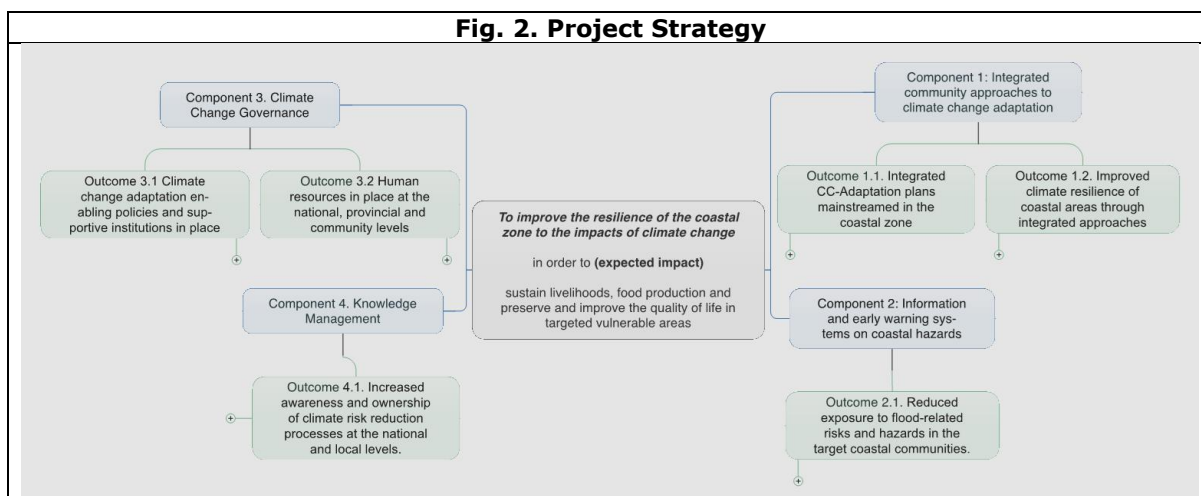 Fig. 2. Project Strategy
Component 3. Climate
Change Governance
Outcome 3.1 Climate
change adaptation en-
abling policies and sup-
portive institutions in place
Outcome 3.2 Human
resources in place at the
national, provincial and
community levels
Component 4. Knowledge
Management
Outcome 4.1. Increased
awareness and ownership
of climate risk reduction
processes at the national
and local levels.
To improve the resilience of the coastal
zone to the impacts of climate change
in order to (expected impact)
sustain livelihoods, food production and
preserve and improve the quality of life in
targeted vulnerable areas
Component 1: Integrated
community approaches to
climate change adaptation
Outcome 1.1. Integrated
CC-Adaptation plans
mainstreamed in the
coastal zone
Outcome 1.2. Improved
climate resilience of
coastal areas through
integrated approaches
Component 2: Information
and early warning sys-
tems on coastal hazards
Outcome 2.1. Reduced
exposure to flood-related
risks and hazards in the
target coastal communities.